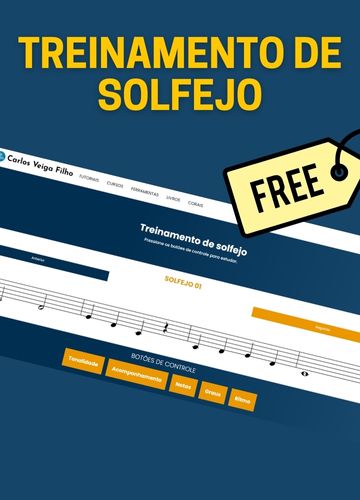 TREINAMENTO DE
SOLFEJO
FREE
Carlos Veiga Filho
TUTORIAIS
CURSOS
FERRAMENTAS
LIVROS
CORAIS
Treinamento de solfejo
Pressione os botões de controle para estudar.
Anterior
SOLFEJO 01
Seguinte
BOTÕES DE CONTROLE
Tonalidade
Acompanhamento
Notas
Graus
Ritmo